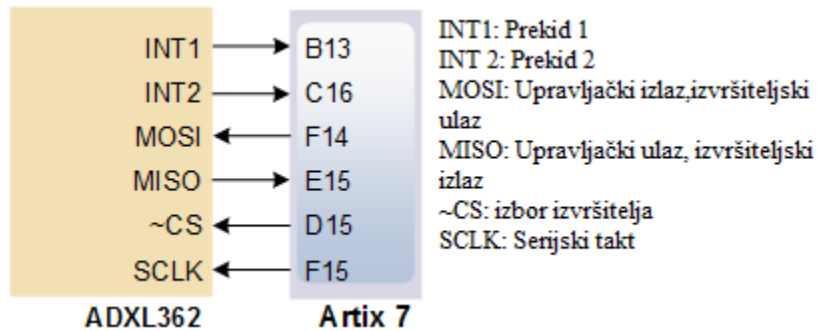 INT1
INT2
MOSI
MISO
~CS
SCLK
ADXL362
B13
C16
F14
E15
D15
F15
Artix 7
INT1: Prekid 1
INT 2: Prekid 2
MOSI: Upravljački izlaz,izvršiteljski
ulaz
MISO: Upravljački ulaz, izvršiteljski
izlaz
~CS: izbor izvršitelja
SCLK: Serijski takt